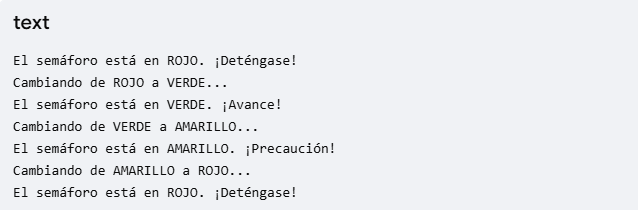 text
El semáforo está en ROJO. ¡Deténgase!
Cambiando de ROJO a VERDE...
El semáforo está en VERDE. ¡Avance!
Cambiando de VERDE a AMARILLO...
El semáforo está en AMARILLO. ¡Precaución!
Cambiando de AMARILLO a ROJO...
El semáforo está en ROJO. ¡Deténgase!